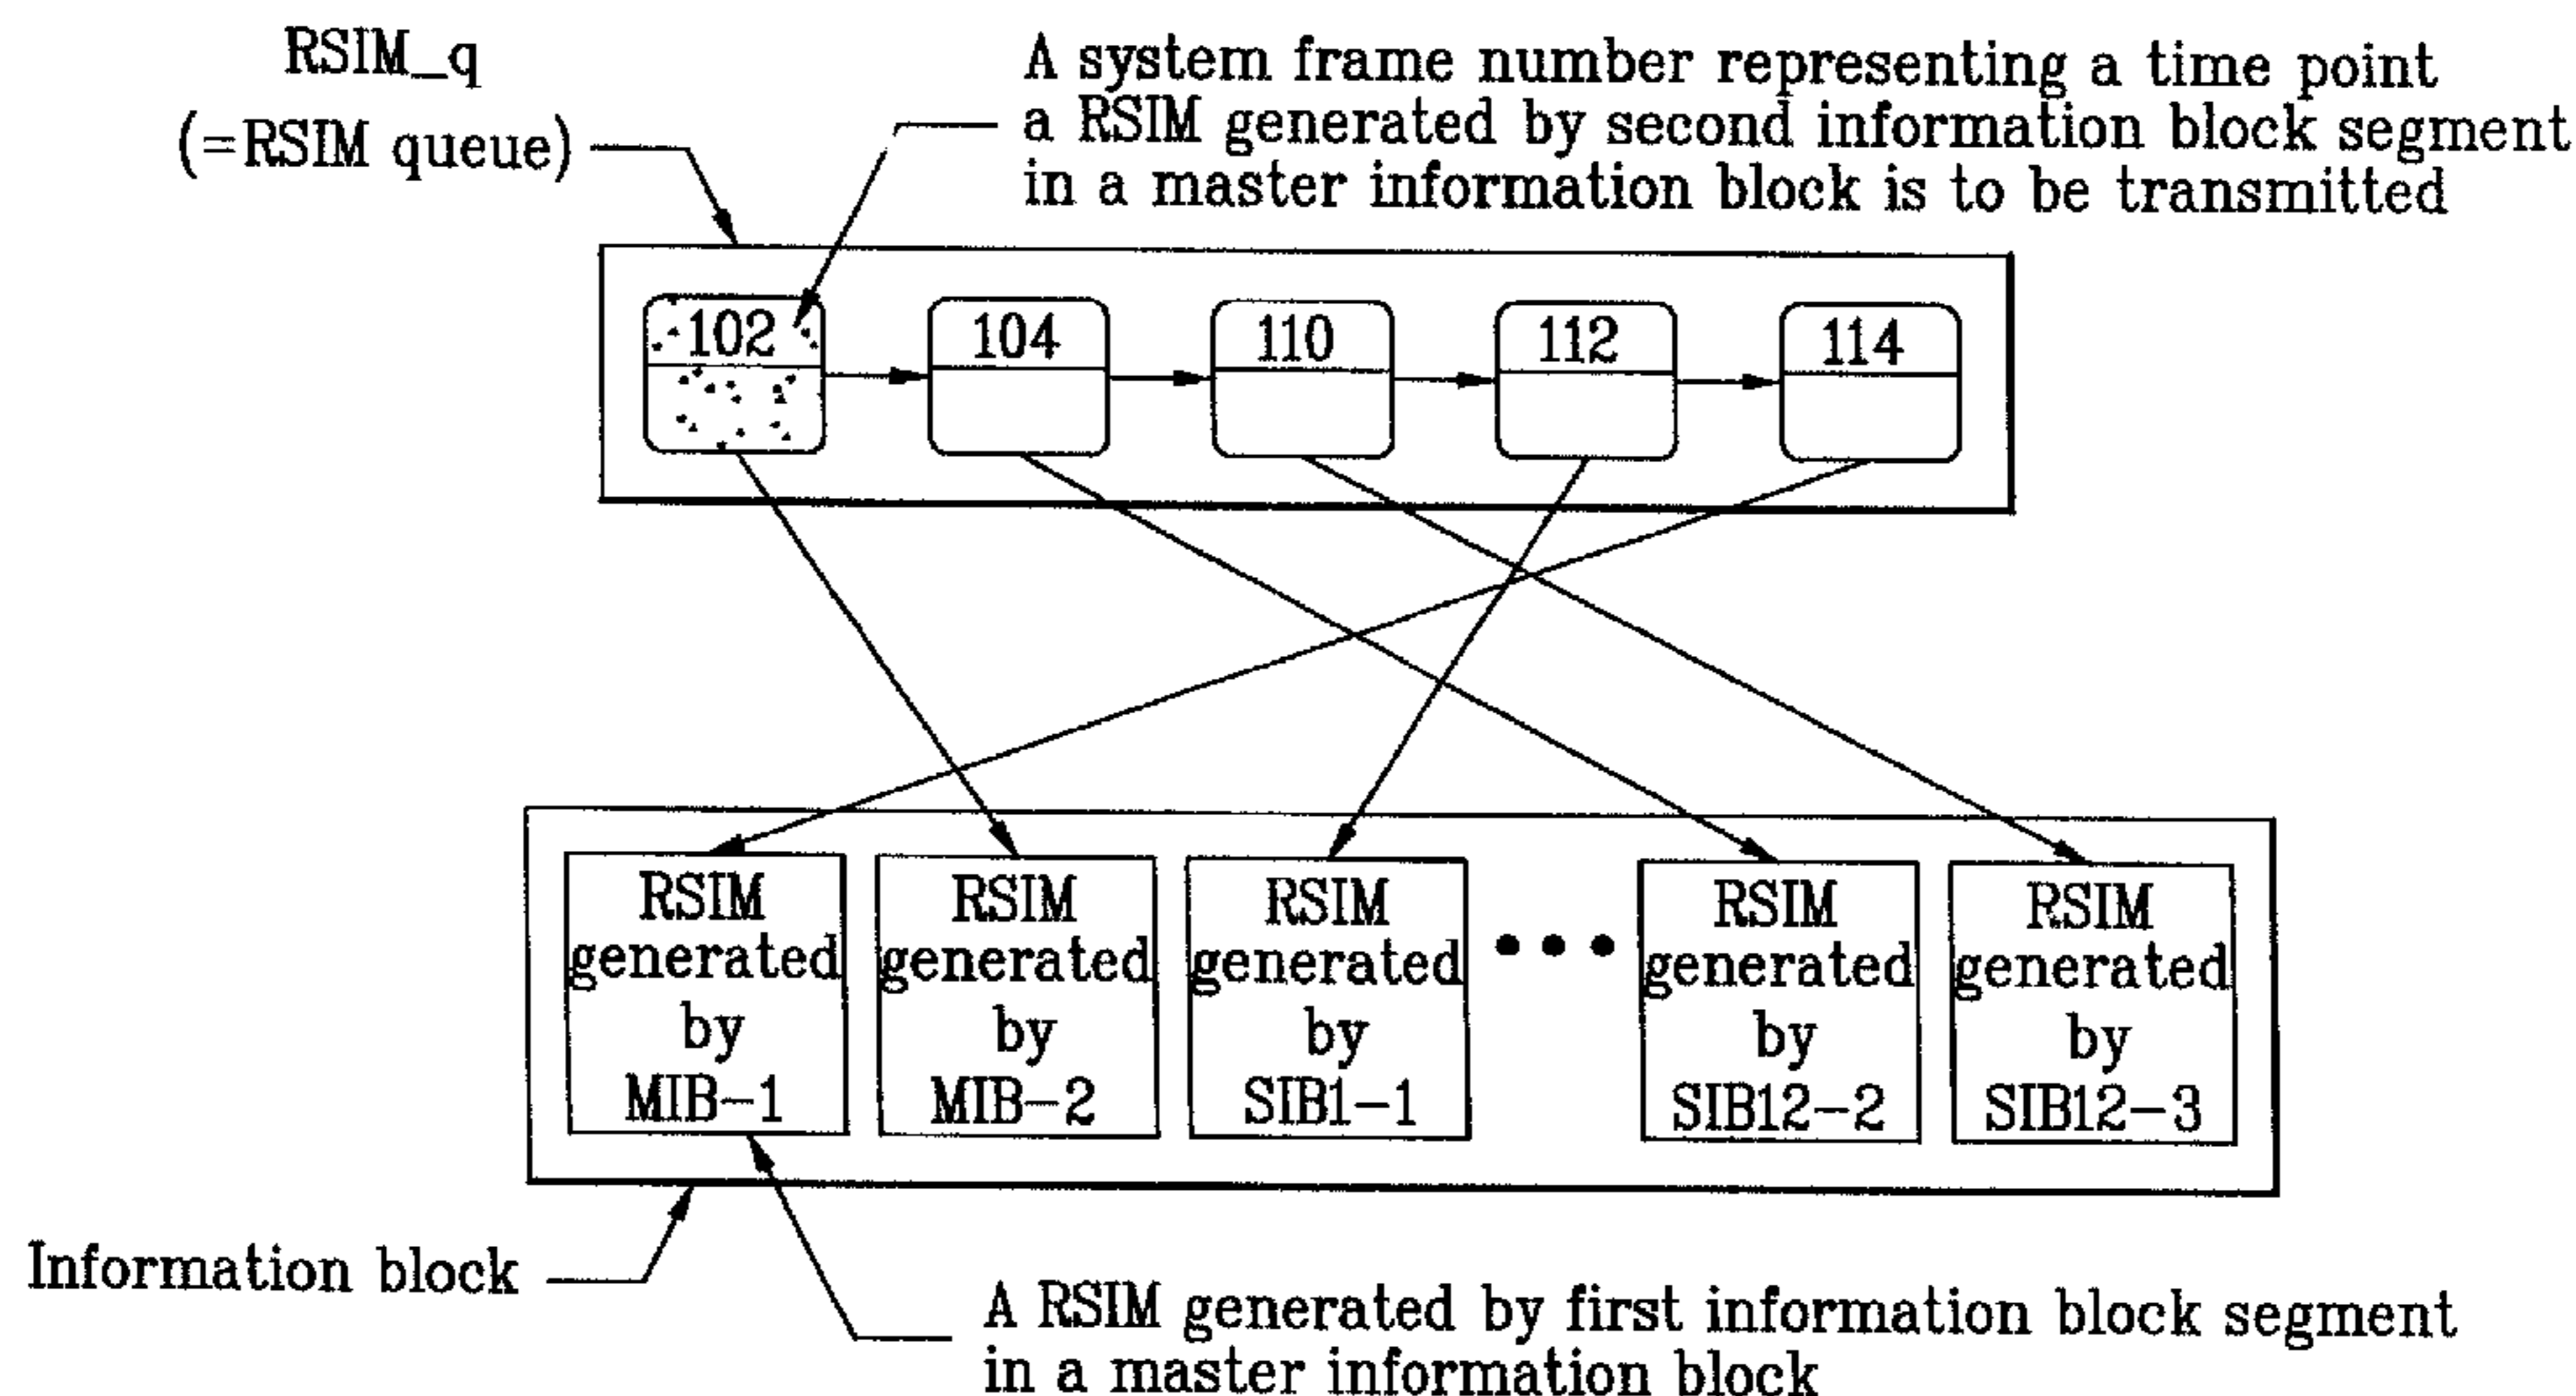 RSIM_q
(=RSIM queue)
A system frame number representing a time point
a RSIM generated by second information block segment
in a master information block is to be transmitted
102
104
110
112
114
RSIM
generated
by
MIB-1
RSIM
generated
by
MIB-2
RSIM
generated
by
SIB1-1
RSIM
generated
by
SIB12-2
RSIM
generated
by
SIB12-3
Information block
A RSIM generated by first information block segment
in a master information block